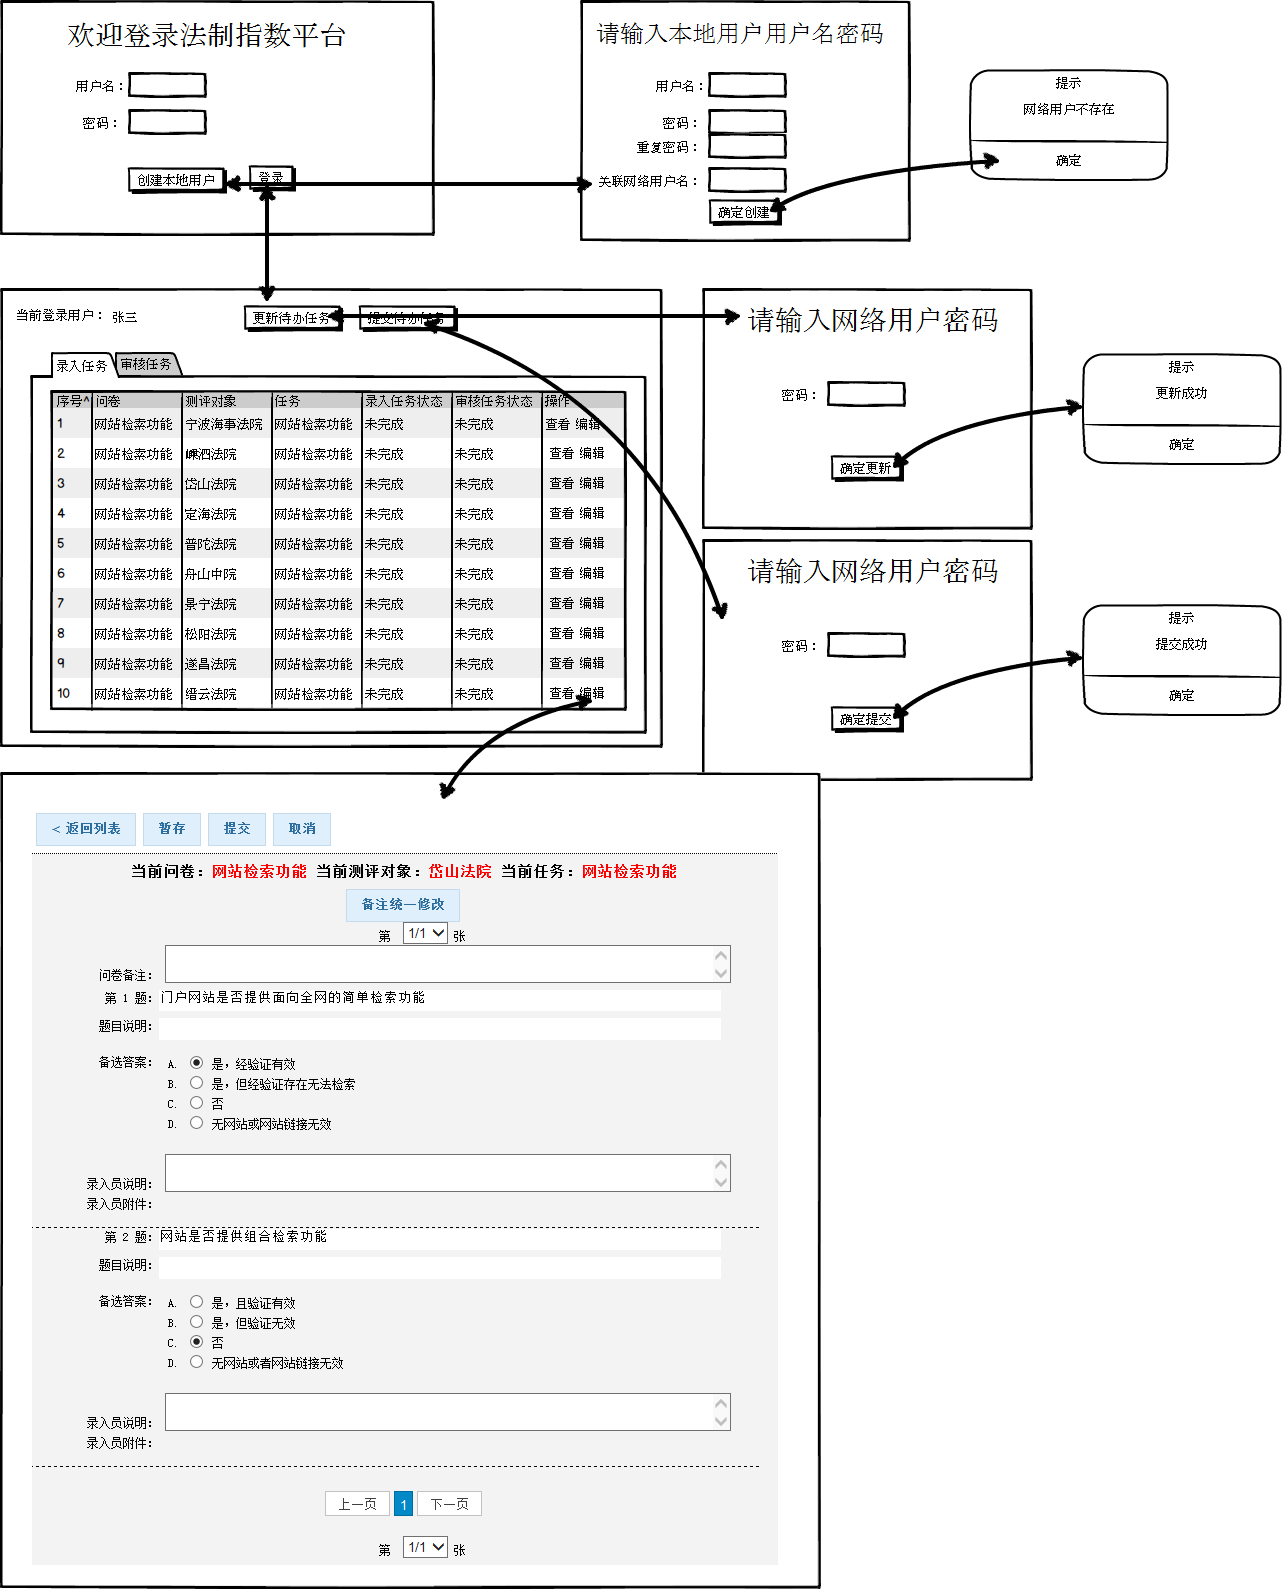 欢迎登录法制指数平台
用户名：
密码：
创建本地用户 登录
请输入本地用户用户名密码
用户名：
密码：
重复密码：
关联网络用户名：
确定创建
提示
网络用户不存在
确定
当前登录用户： 张三
更新待办任务 提交待办任务
录入任务 审核任务
序号^ 问卷 测评对象 任务 录入任务状态 审核任务状态 操作
1 网站检索功能 宁波海事法院 网站检索功能 未完成 未完成 查看 编辑
2 网站检索功能 嵊泗法院 网站检索功能 未完成 未完成 查看 编辑
3 网站检索功能 岱山法院 网站检索功能 未完成 未完成 查看 编辑
4 网站检索功能 定海法院 网站检索功能 未完成 未完成 查看 编辑
5 网站检索功能 普陀法院 网站检索功能 未完成 未完成 查看 编辑
6 网站检索功能 舟山中院 网站检索功能 未完成 未完成 查看 编辑
7 网站检索功能 景宁法院 网站检索功能 未完成 未完成 查看 编辑
8 网站检索功能 松阳法院 网站检索功能 未完成 未完成 查看 编辑
9 网站检索功能 遂昌法院 网站检索功能 未完成 未完成 查看 编辑
10 网站检索功能 缙云法院 网站检索功能 未完成 未完成 查看 编辑
请输入网络用户密码
密码：
确定更新
提示
更新成功
确定
请输入网络用户密码
密码：
确定提交
提示
提交成功
确定
< 返回列表 暂存 提交 取消
当前问卷：网站检索功能 当前测评对象：岱山法院 当前任务：网站检索功能
备注统一修改
第 1/1 张
问卷备注：
第 1 题：门户网站是否提供面向全网的简单检索功能
题目说明：
备选答案： A. 是，经验证有效
B. 是，但经验证存在无法检索
C. 否
D. 无网站或网站链接无效
录入员说明：
录入员附件：
第 2 题：网站是否提供组合检索功能
题目说明：
备选答案： A. 是，且验证有效
B. 是，但验证无效
C. 否
D. 无网站或者网站链接无效
录入员说明：
录入员附件：
上一页 1 下一页
第 1/1 张